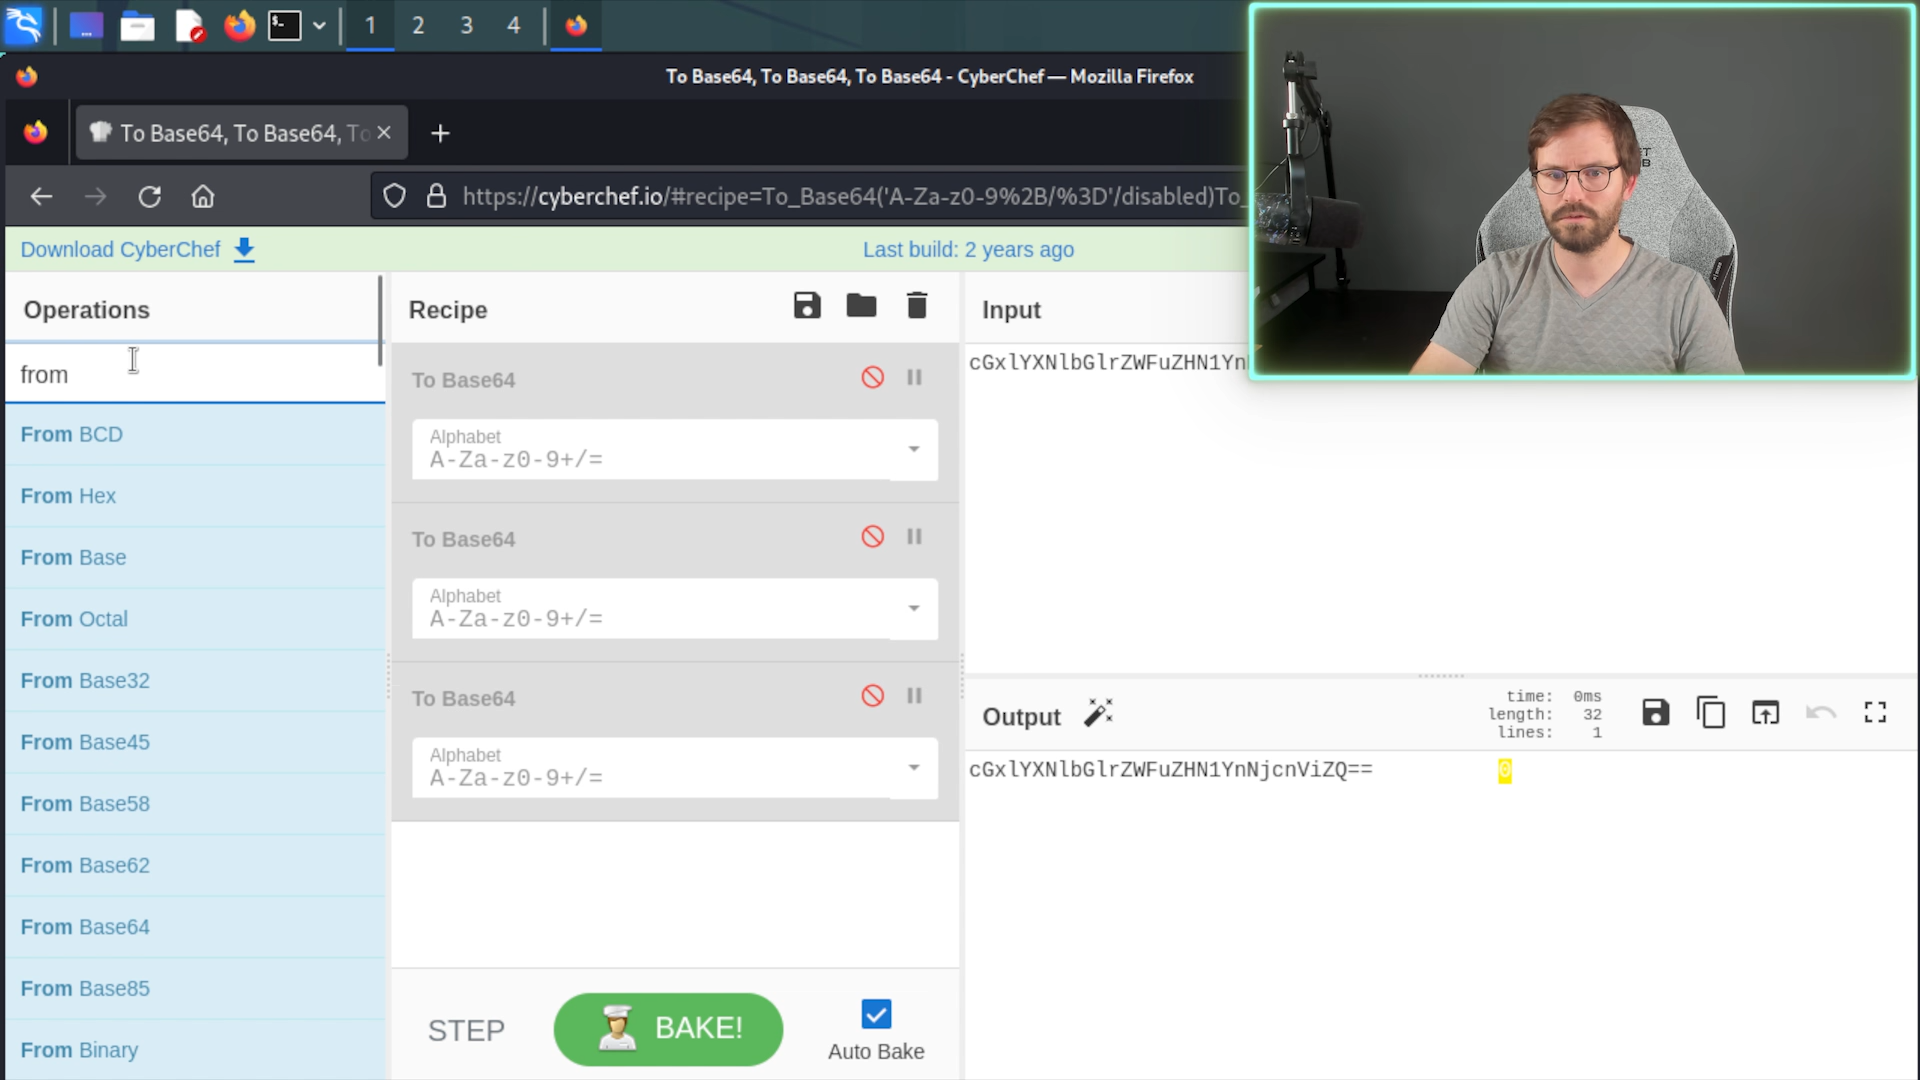 1 2 3 4
To Base64, To Base64, To Base64 - CyberChef — Mozilla Firefox
To Base64, To Base64, To
https://cyberchef.io/#recipe=To_Base64('A-Za-z0-9%2B/%3D'/disabled)To_
Download CyberChef
Last build: 2 years ago
Operations
from
From BCD
From Hex
From Base
From Octal
From Base32
From Base45
From Base58
From Base62
From Base64
From Base85
From Binary
Recipe
To Base64
Alphabet
A-Za-z0-9+/=
To Base64
Alphabet
A-Za-z0-9+/=
To Base64
Alphabet
A-Za-z0-9+/=
STEP
BAKE!
Auto Bake
Input
cGxlYXNlbGlrZWFuZHN1Yn
Output
time: 0ms
length: 32
lines: 1
cGxlYXNlbGlrZWFuZHN1YnNjcnViZQ==
0